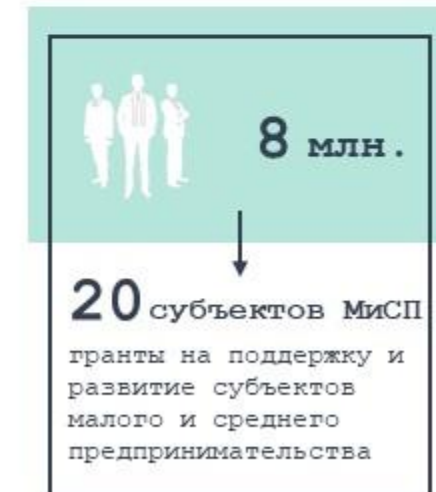 8 млн.
20 субъектов МиСП
гранты на поддержку и
развитие субъектов
малого и среднего
предпринимательства